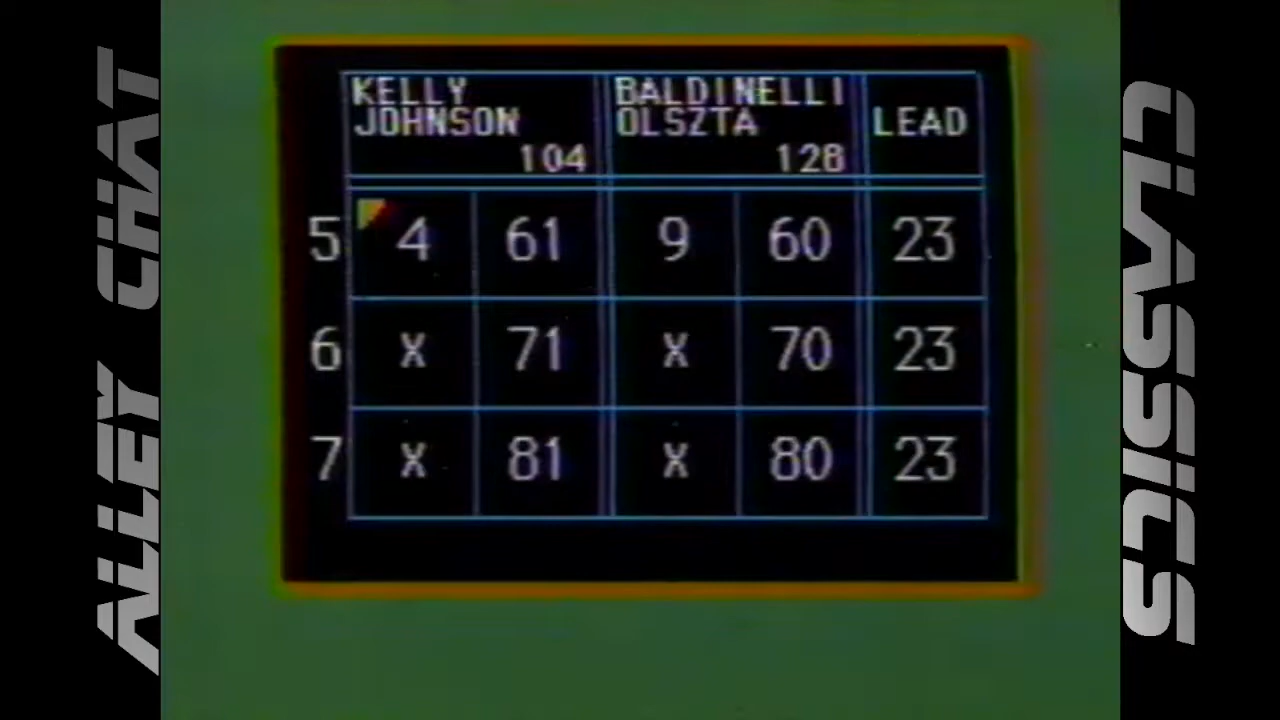 ALLEY CHAT
KELLY
JOHNSON
104
BALDINELLI
OLSZTA
128
LEAD
5 4 61 9 60 23
6 X 71 X 70 23
7 X 81 X 80 23
CLASSICS